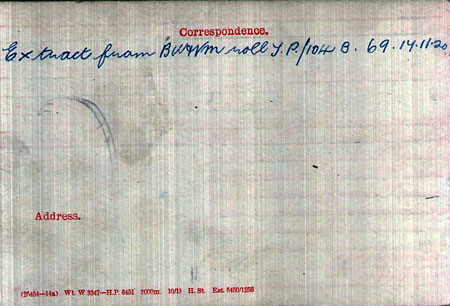 Correspondence.
Extract from BWVM roll T.P./104 B. 69. 14.11.20
Address.
(26454—14a) Wt. W 3347—H.P. 6451 2000m. 10/19 H. St. Est. 5450/1258